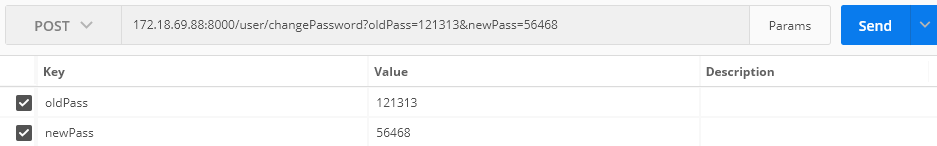 POST 172.18.69.88:8000/user/changePassword?oldPass=121313&newPass=56468 Params Send
Key Value Description
oldPass 121313
newPass 56468